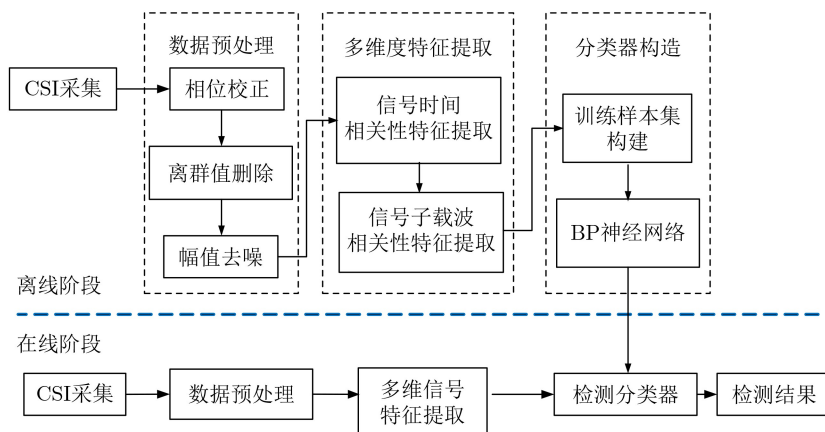 数据预处理
多维度特征提取
分类器构造
CSI采集
相位校正
离群值删除
幅值去噪
信号时间
相关性特征提取
信号子载波
相关性特征提取
训练样本集
构建
BP神经网络
离线阶段
在线阶段
CSI采集
数据预处理
多维信号
特征提取
检测分类器
检测结果